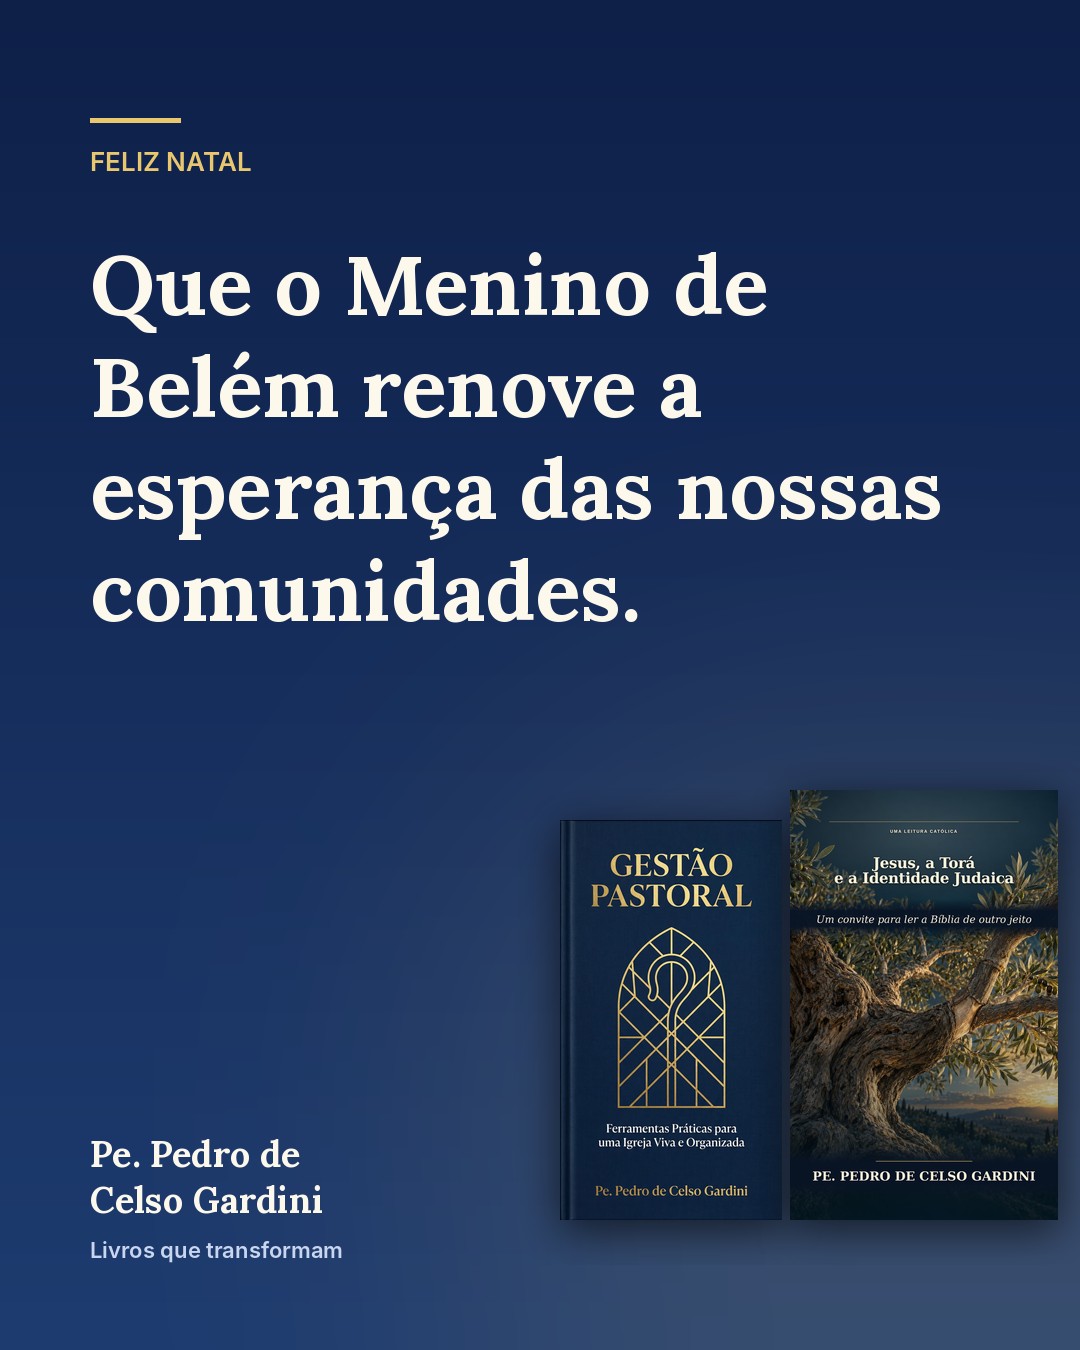 FELIZ NATAL
Que o Menino de
Belém renove a
esperança das nossas
comunidades.
GESTÃO
PASTORAL
Ferramentas Práticas para
uma Igreja Viva e Organizada
Pe. Pedro de Celso Gardini
UMA LEITURA CATÓLICA
Jesus, a Torá
e a Identidade Judaica
Um convite para ler a Bíblia de outro jeito
PE. PEDRO DE CELSO GARDINI
Pe. Pedro de
Celso Gardini
Livros que transformam